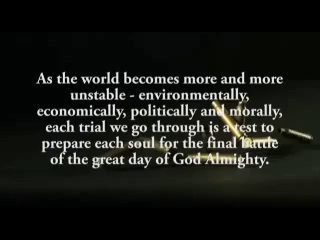 As the world becomes more and more
unstable - environmentally,
economically, politically and morally,
each trial we go through is a test to
prepare each soul for the final battle
of the great day of God Almighty.